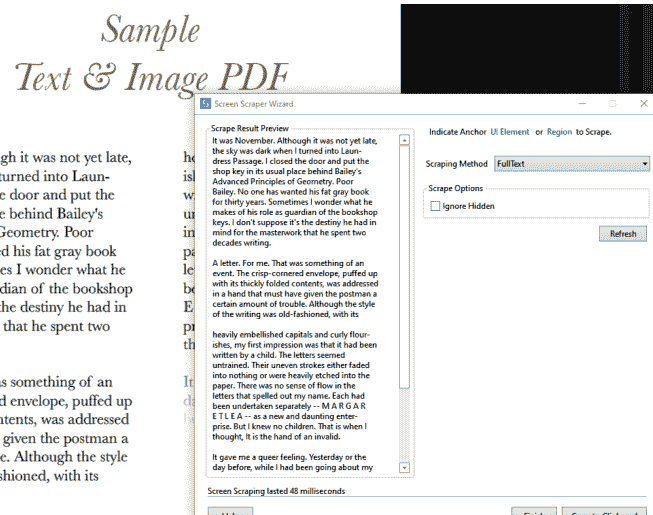 Sample
Text & Image PDF
gh it was not yet late,
turned into Laun-
e door and put the
e behind Bailey's
Geometry. Poor
ed his fat gray book
es I wonder what he
dian of the bookshop
the destiny he had in
that he spent two
as something of an
d envelope, puffed up
ntents, was addressed
given the postman a
e. Although the style
shioned, with its
Screen Scraper Wizard
Scrape Result Preview
It was November. Although it was not yet late,
the sky was dark when I turned into Laun-
dress Passage. I closed the door and put the
shop key in its usual place behind Bailey's
Advanced Principles of Geometry. Poor
Bailey. No one has wanted his fat gray book
for thirty years. Sometimes I wonder what he
makes of his role as guardian of the bookshop
keys. I don't suppose it's the destiny he had in
mind for the masterwork that he spent two
decades writing.
A letter. For me. That was something of an
event. The crisp-cornered envelope, puffed up
with its thickly folded contents, was addressed
in a hand that must have given the postman a
certain amount of trouble. Although the style
of the writing was old-fashioned, with its
heavily embellished capitals and curly flour-
ishes, my first impression was that it had been
written by a child. The letters seemed
untrained. Their uneven strokes either faded
into nothing or were heavily etched into the
paper. There was no sense of flow in the
letters that spelled out my name. Each had
been undertaken separately -- M A R G A R
E T L E A -- as a new and daunting enter-
prise. But I knew no children. That is when I
thought, It is the hand of an invalid.
It gave me a queer feeling. Yesterday or the
day before, while I had been going about my
Indicate Anchor UI Element or Region to Scrape.
Scraping Method FullText
Scrape Options
Ignore Hidden
Refresh
Screen Scraping lasted 48 milliseconds